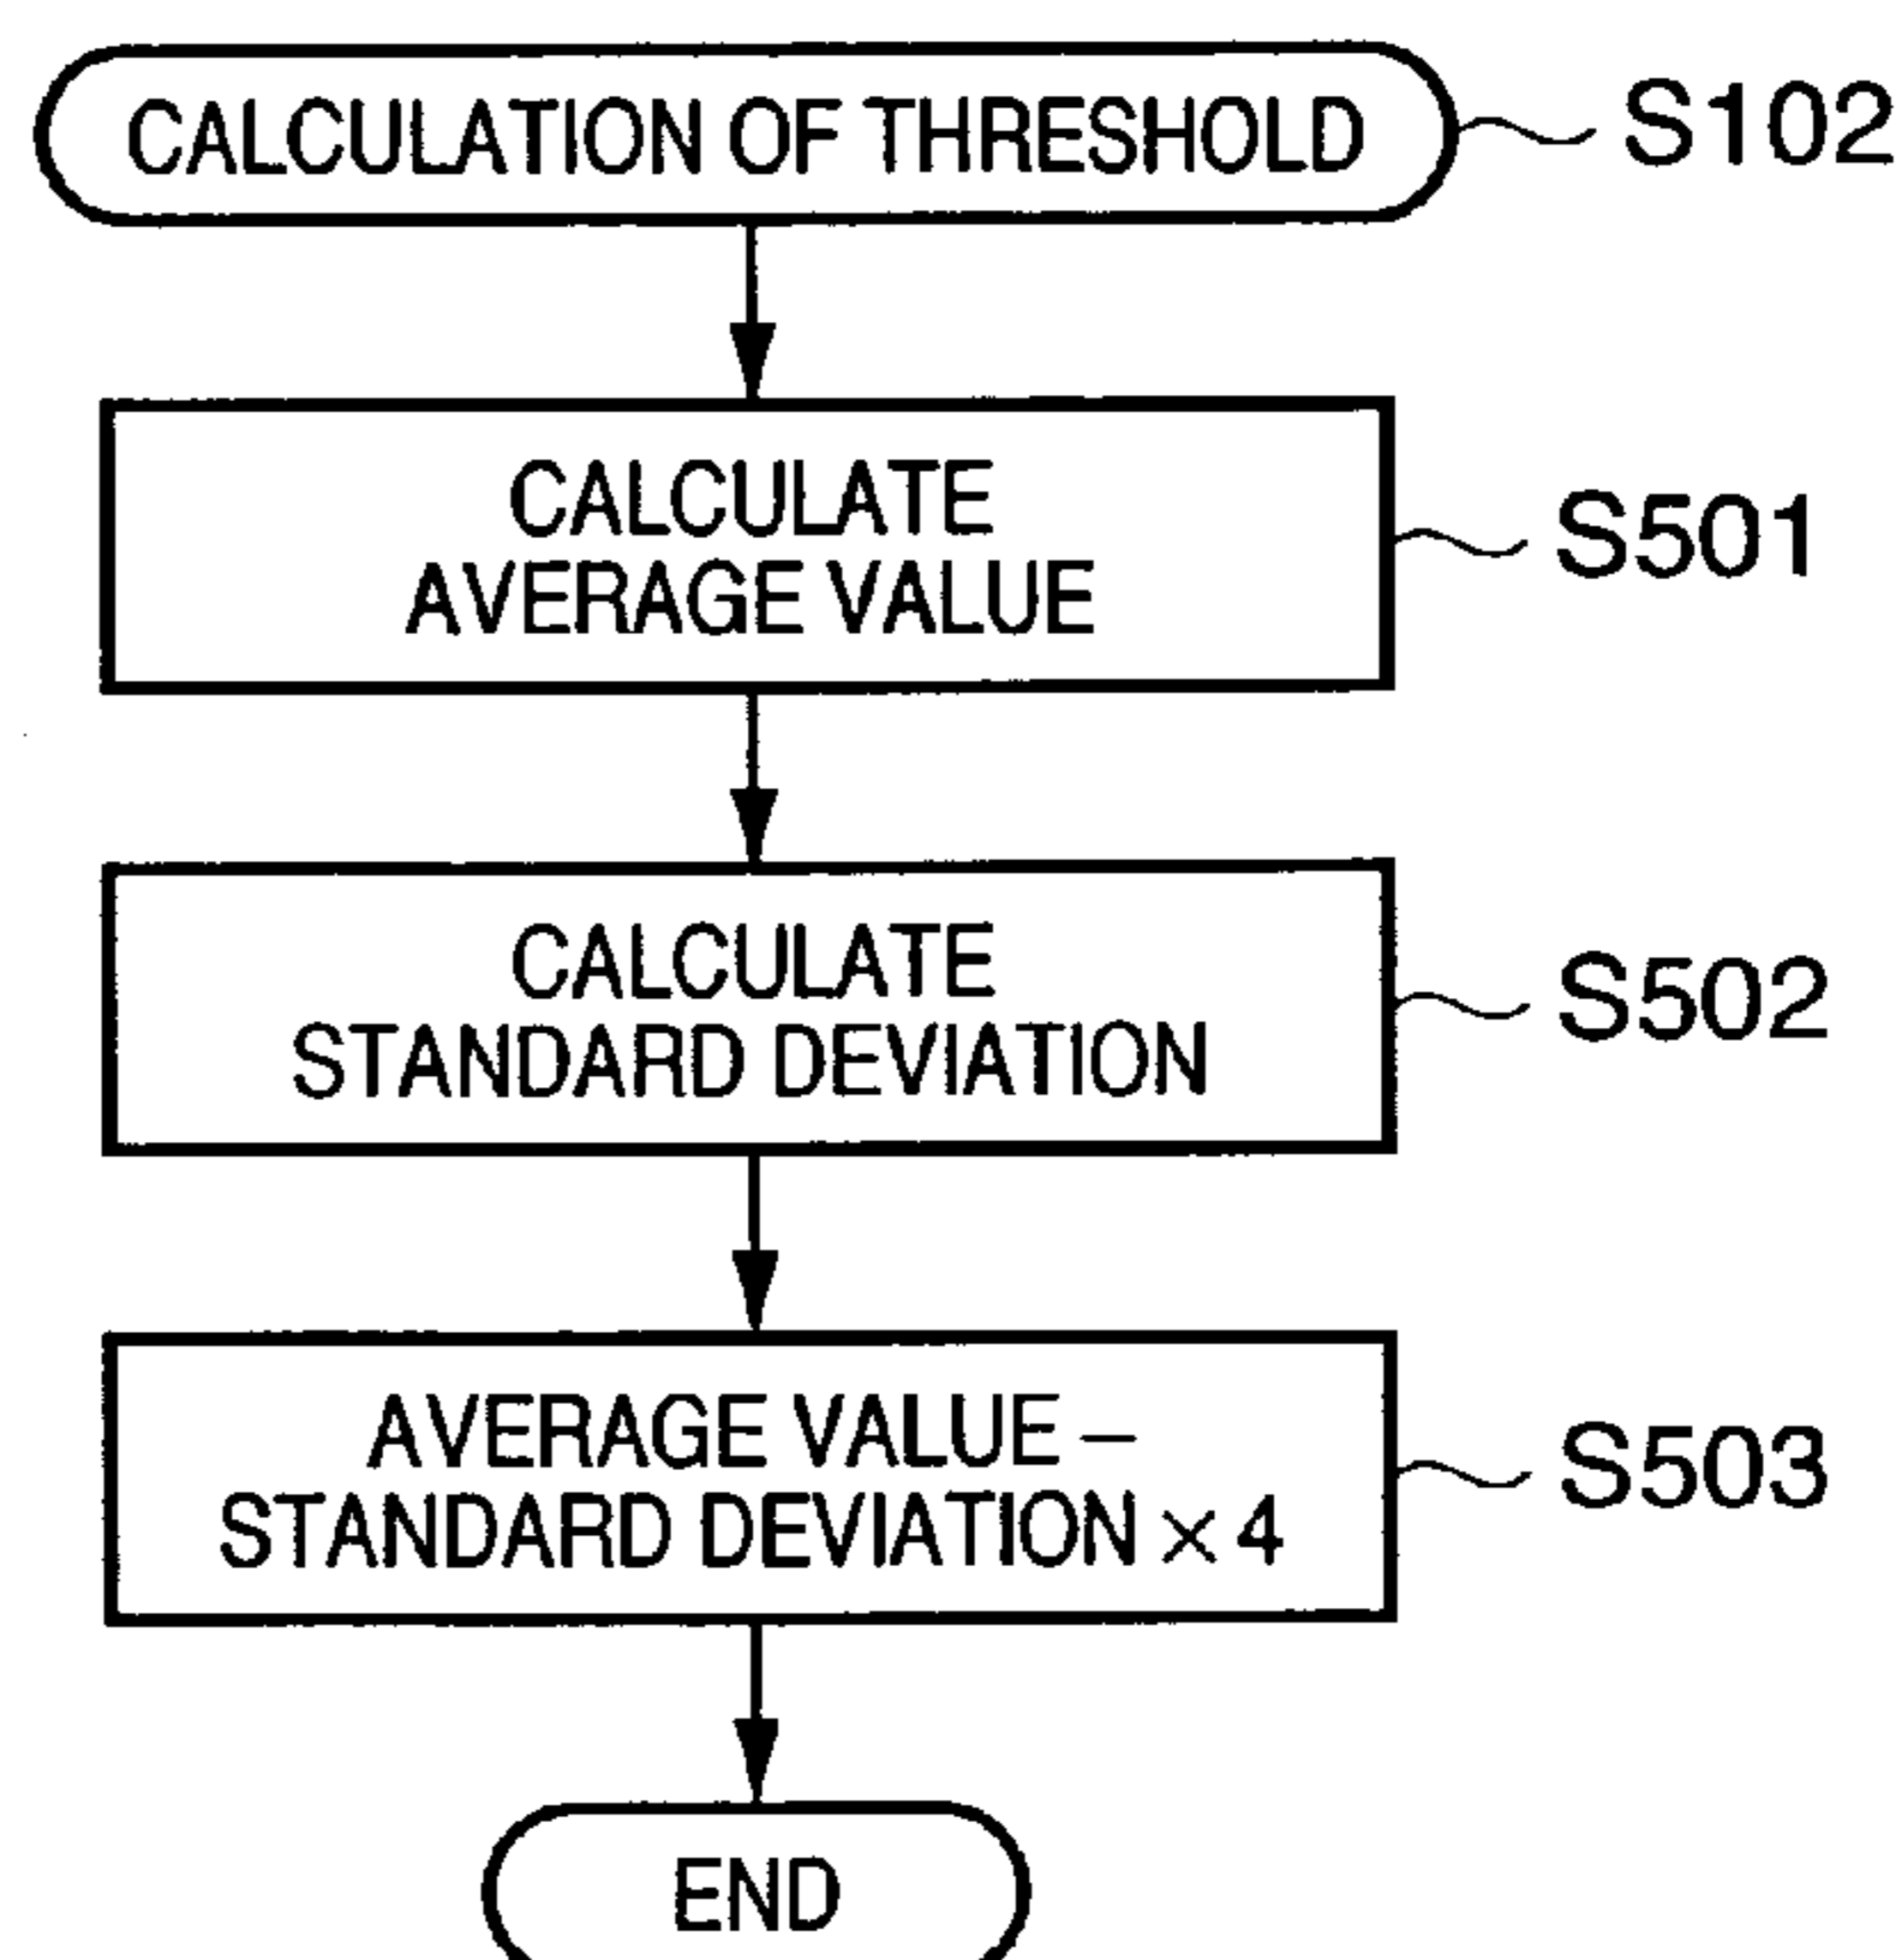 CALCULATION OF THRESHOLD S102
CALCULATE
AVERAGE VALUE
S501
CALCULATE
STANDARD DEVIATION
S502
AVERAGE VALUE —
STANDARD DEVIATION × 4
S503
END